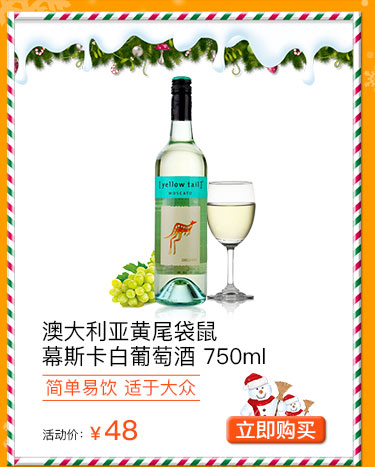 [yellow tail]
MOSCATO
澳大利亚黄尾袋鼠
慕斯卡白葡萄酒 750ml
简单易饮 适于大众
活动价：￥48
立即购买